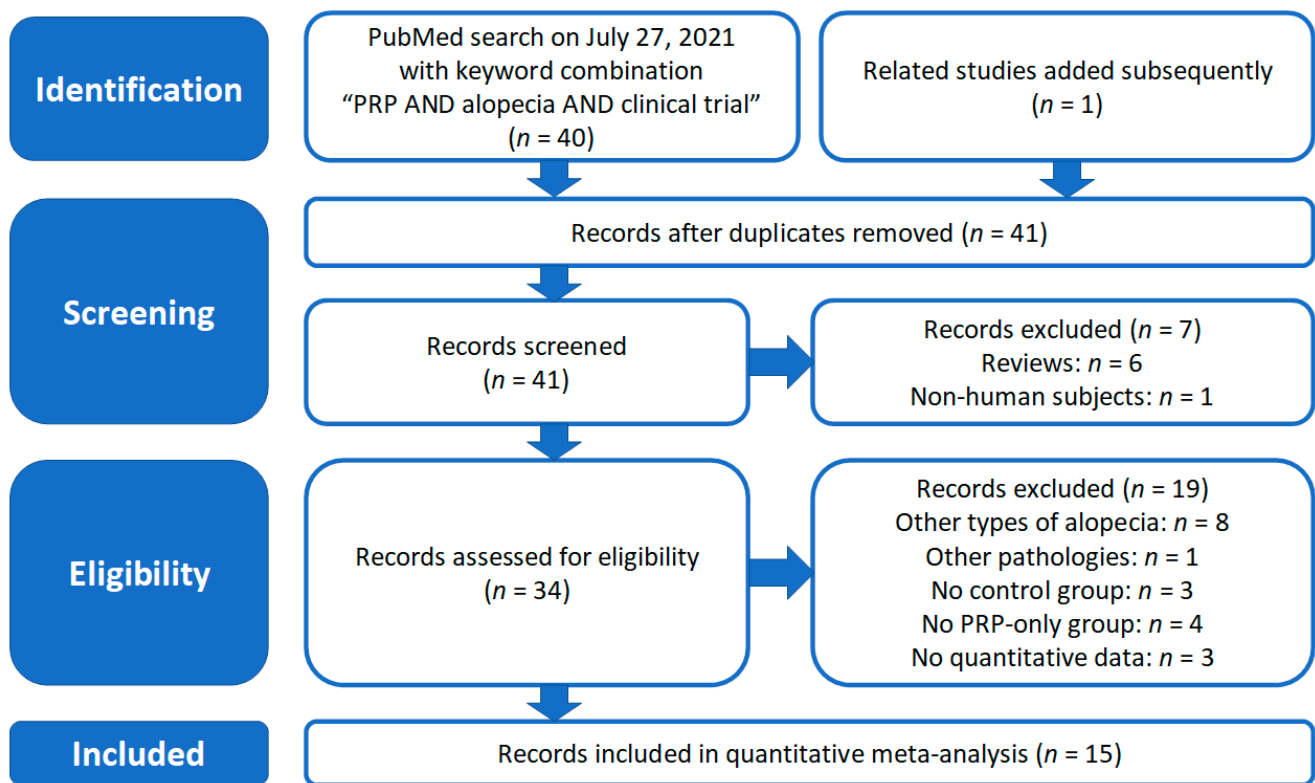 Identification
PubMed search on July 27, 2021
with keyword combination
“PRP AND alopecia AND clinical trial”
(n = 40)
Related studies added subsequently
(n = 1)
Screening
Records after duplicates removed (n = 41)
Records screened
(n = 41)
Records excluded (n = 7)
Reviews: n = 6
Non-human subjects: n = 1
Eligibility
Records assessed for eligibility
(n = 34)
Records excluded (n = 19)
Other types of alopecia: n = 8
Other pathologies: n = 1
No control group: n = 3
No PRP-only group: n = 4
No quantitative data: n = 3
Included
Records included in quantitative meta-analysis (n = 15)